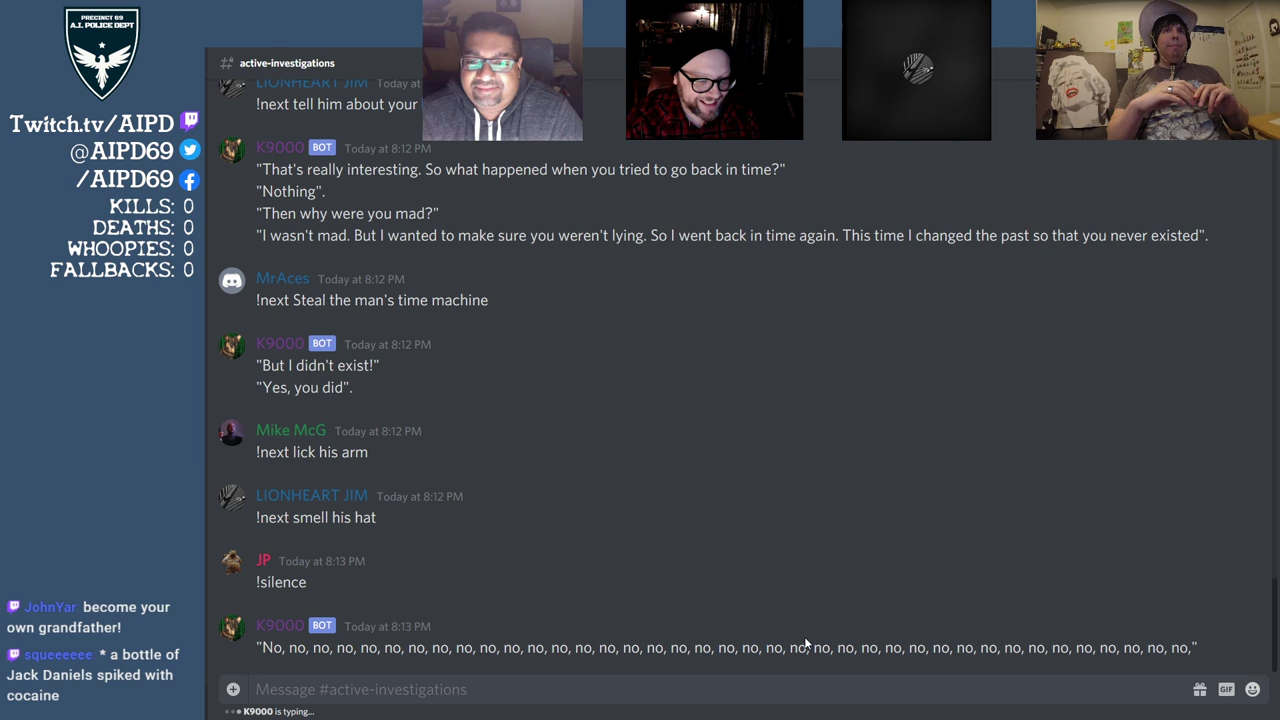 PRECINCT 69
A.I. POLICE DEPT
Twitch.tv/AIPD
@AIPD69
/AIPD69
KILLS: 0
DEATHS: 0
WHOOPIES: 0
FALLBACKS: 0
JohnYar become your
own grandfather!
squeeeeee * a bottle of
Jack Daniels spiked with
cocaine
active-investigations
LIONHEART JIM Today at
!next tell him about your
K9000 BOT Today at 8:12 PM
"That's really interesting. So what happened when you tried to go back in time?"
"Nothing".
"Then why were you mad?"
"I wasn't mad. But I wanted to make sure you weren't lying. So I went back in time again. This time I changed the past so that you never existed".
MrAces Today at 8:12 PM
!next Steal the man's time machine
K9000 BOT Today at 8:12 PM
"But I didn't exist!"
"Yes, you did".
Mike McG Today at 8:12 PM
!next lick his arm
LIONHEART JIM Today at 8:12 PM
!next smell his hat
JP Today at 8:13 PM
!silence
K9000 BOT Today at 8:13 PM
"No, no, no, no, no, no, no, no, no, no, no, no, no, no, no, no, no, no, no, no, no, no, no, no, no, no, no, no, no, no, no, no, no, no, no, no, no, no, no,"
Message #active-investigations
GIF
K9000 is typing...